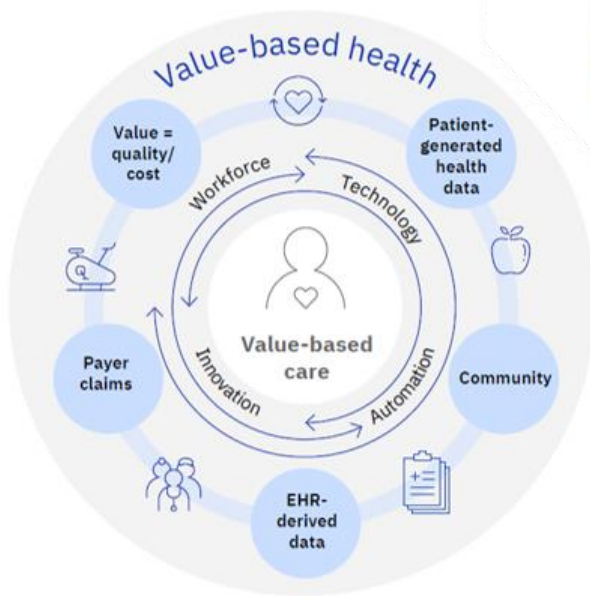 Value-based health
Value =
quality/
cost
Patient-
generated
health
data
Workforce
Technology
Value-based
care
Payer
claims
Community
Innovation
Automation
EHR-
derived
data